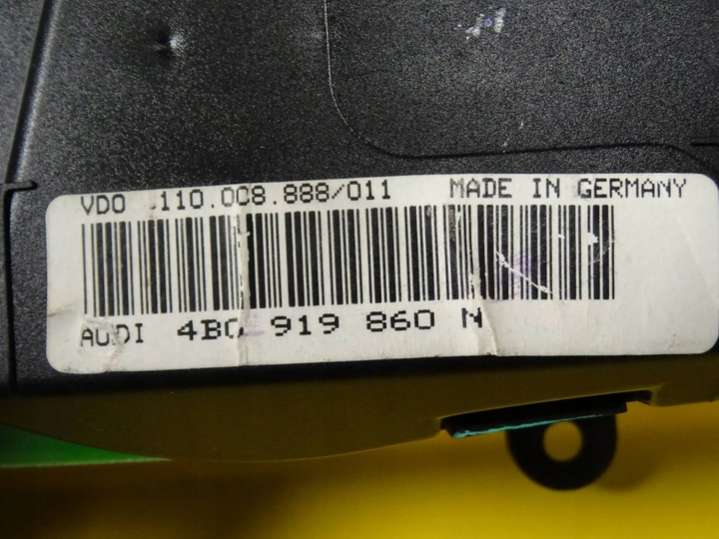 VDO 110.008.888/011 MADE IN GERMANY
AUDI 4B0 919 860 N